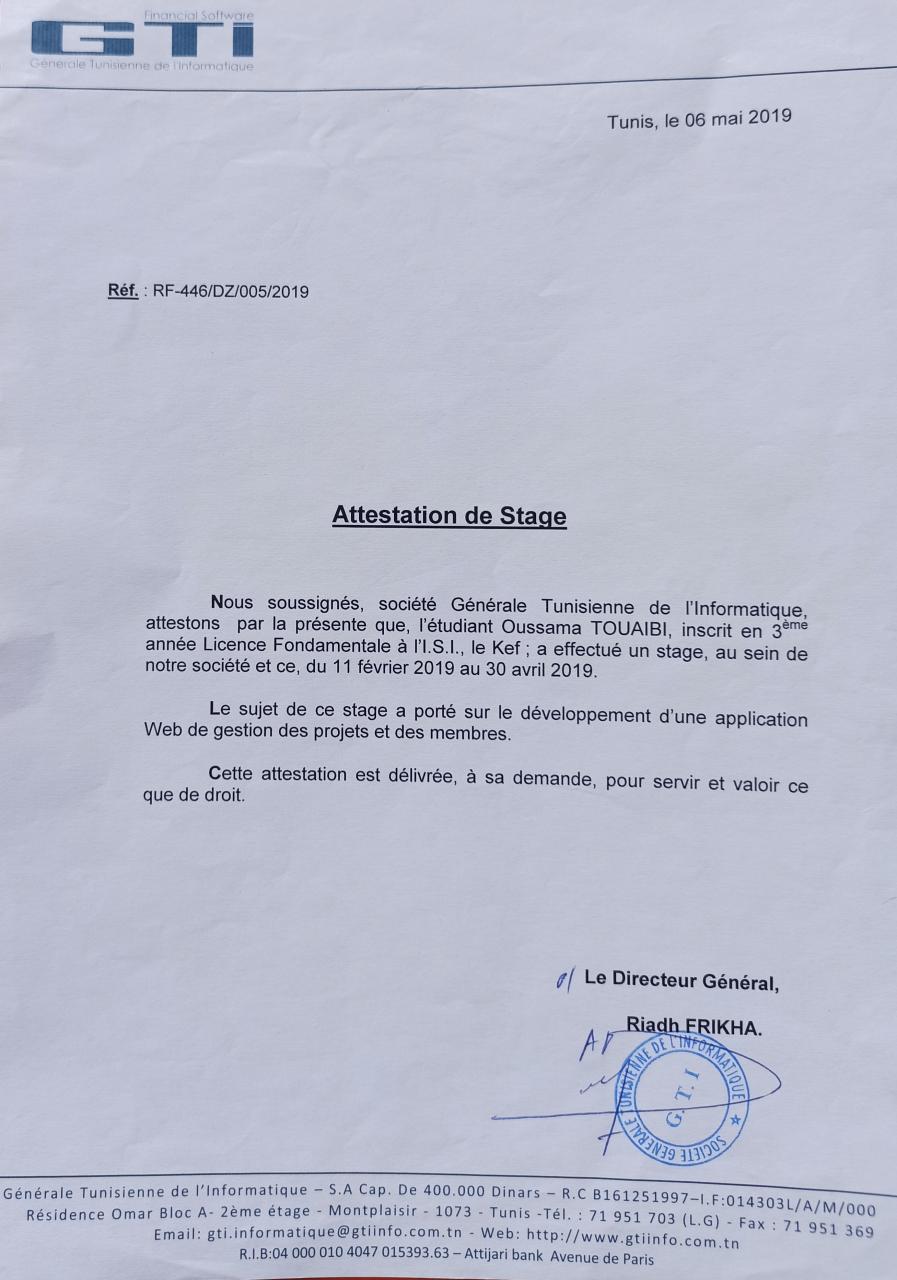 Financial Software
GTI
Générale Tunisienne de l'Informatique
Tunis, le 06 mai 2019
Réf. : RF-446/DZ/005/2019
Attestation de Stage
Nous soussignés, société Générale Tunisienne de l'Informatique,
attestons par la présente que, l'étudiant Oussama TOUAIBI, inscrit en 3ème
année Licence Fondamentale à l'I.S.I., le Kef ; a effectué un stage, au sein de
notre société et ce, du 11 février 2019 au 30 avril 2019.
Le sujet de ce stage a porté sur le développement d'une application
Web de gestion des projets et des membres.
Cette attestation est délivrée, à sa demande, pour servir et valoir ce
que de droit.
Le Directeur Général,
Riadh FRIKHA.
SOCIETE GENERALE TUNISIENNE DE L'INFORMATIQUE
G. T. I
Générale Tunisienne de l'Informatique – S.A Cap. De 400.000 Dinars – R.C B161251997–I.F:014303L/A/M/000
Résidence Omar Bloc A- 2ème étage - Montplaisir - 1073 - Tunis -Tél. : 71 951 703 (L.G) - Fax : 71 951 369
Email: gti.informatique@gtiinfo.com.tn - Web: http://www.gtiinfo.com.tn
R.I.B:04 000 010 4047 015393.63 – Attijari bank Avenue de Paris